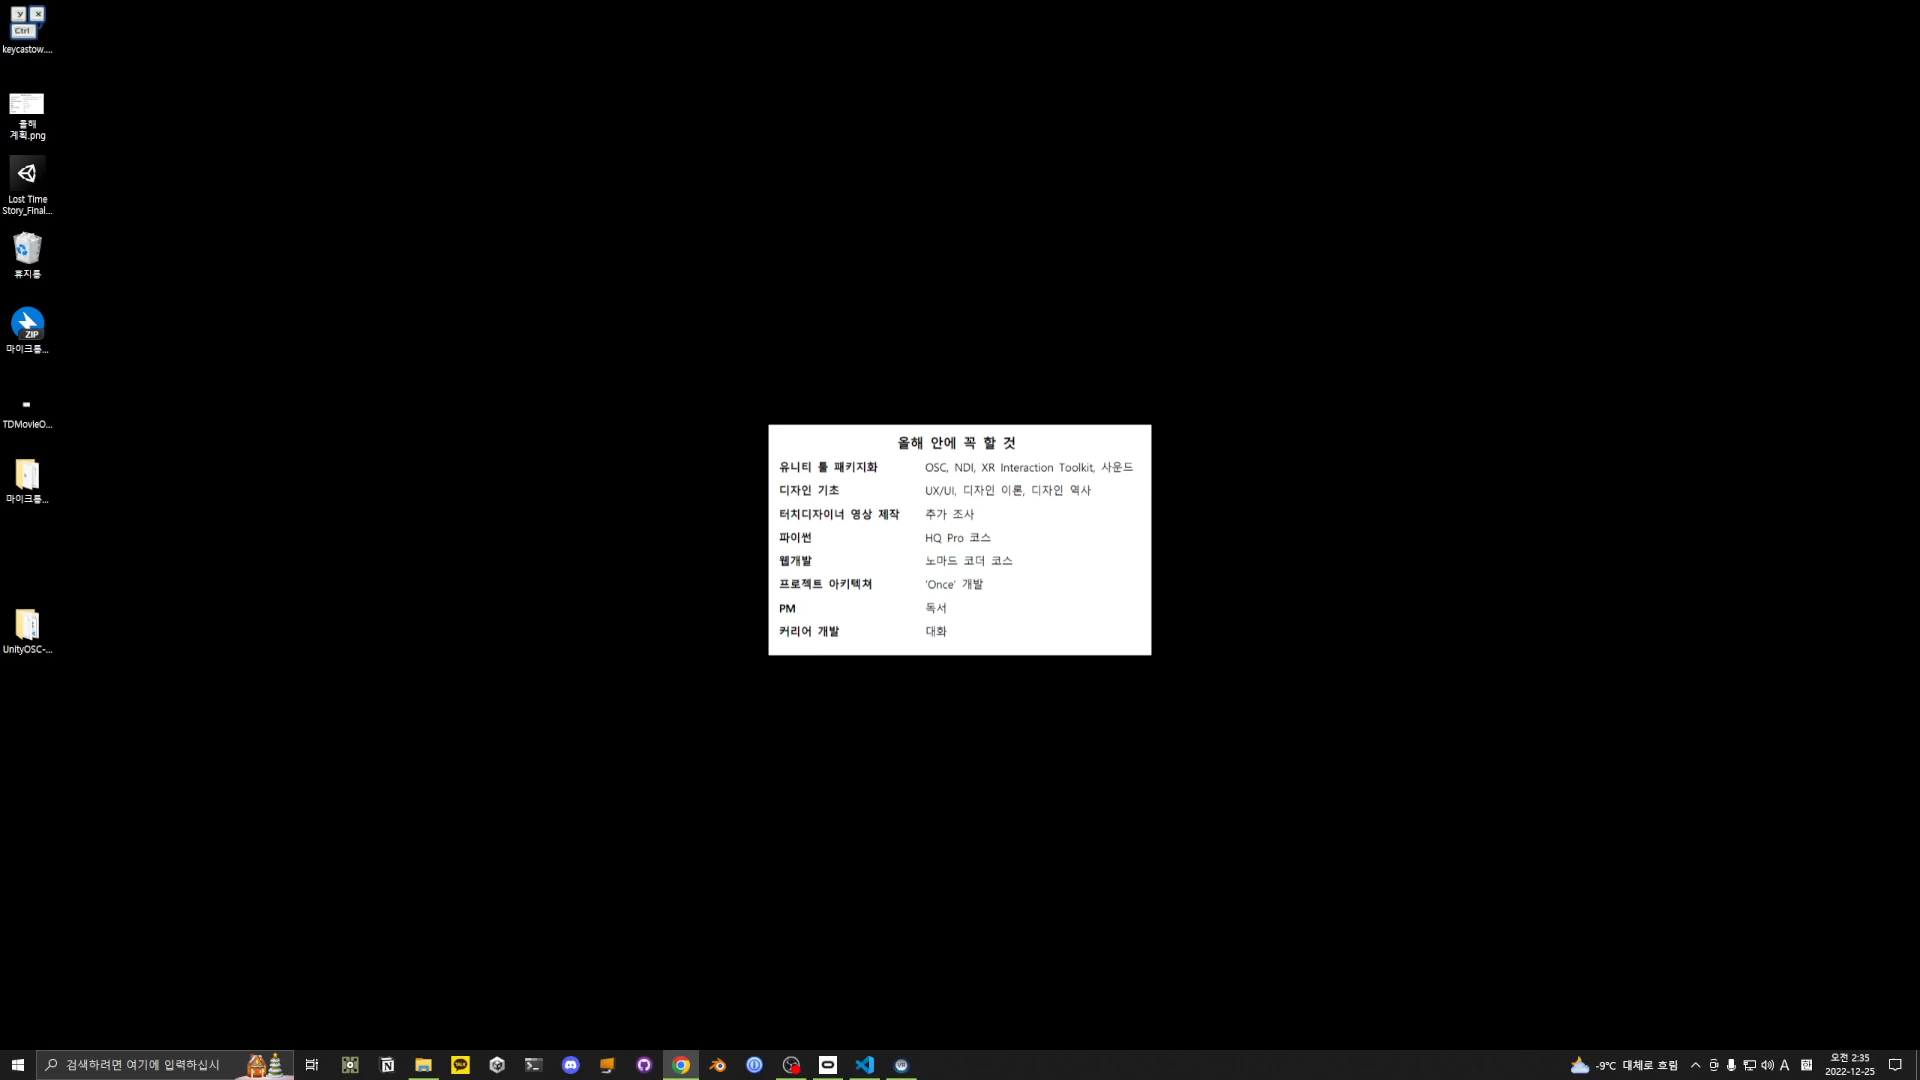 keycastow....
올해
계획.png
Lost Time
Story_Final...
휴지통
ZIP
마이크롤...
TDMovieO...
마이크롤...
UnityOSC-...
올해 안에 꼭 할 것
유니티 툴 패키지화 OSC, NDI, XR Interaction Toolkit, 사운드
디자인 기초 UX/UI, 디자인 이론, 디자인 역사
터치디자이너 영상 제작 추가 조사
파이썬 HQ Pro 코스
웹개발 노마드 코더 코스
프로젝트 아키텍쳐 'Once' 개발
PM 독서
커리어 개발 대화
검색하려면 여기에 입력하십시
-9°C 대체로 흐림
A
오전 2:35
2022-12-25